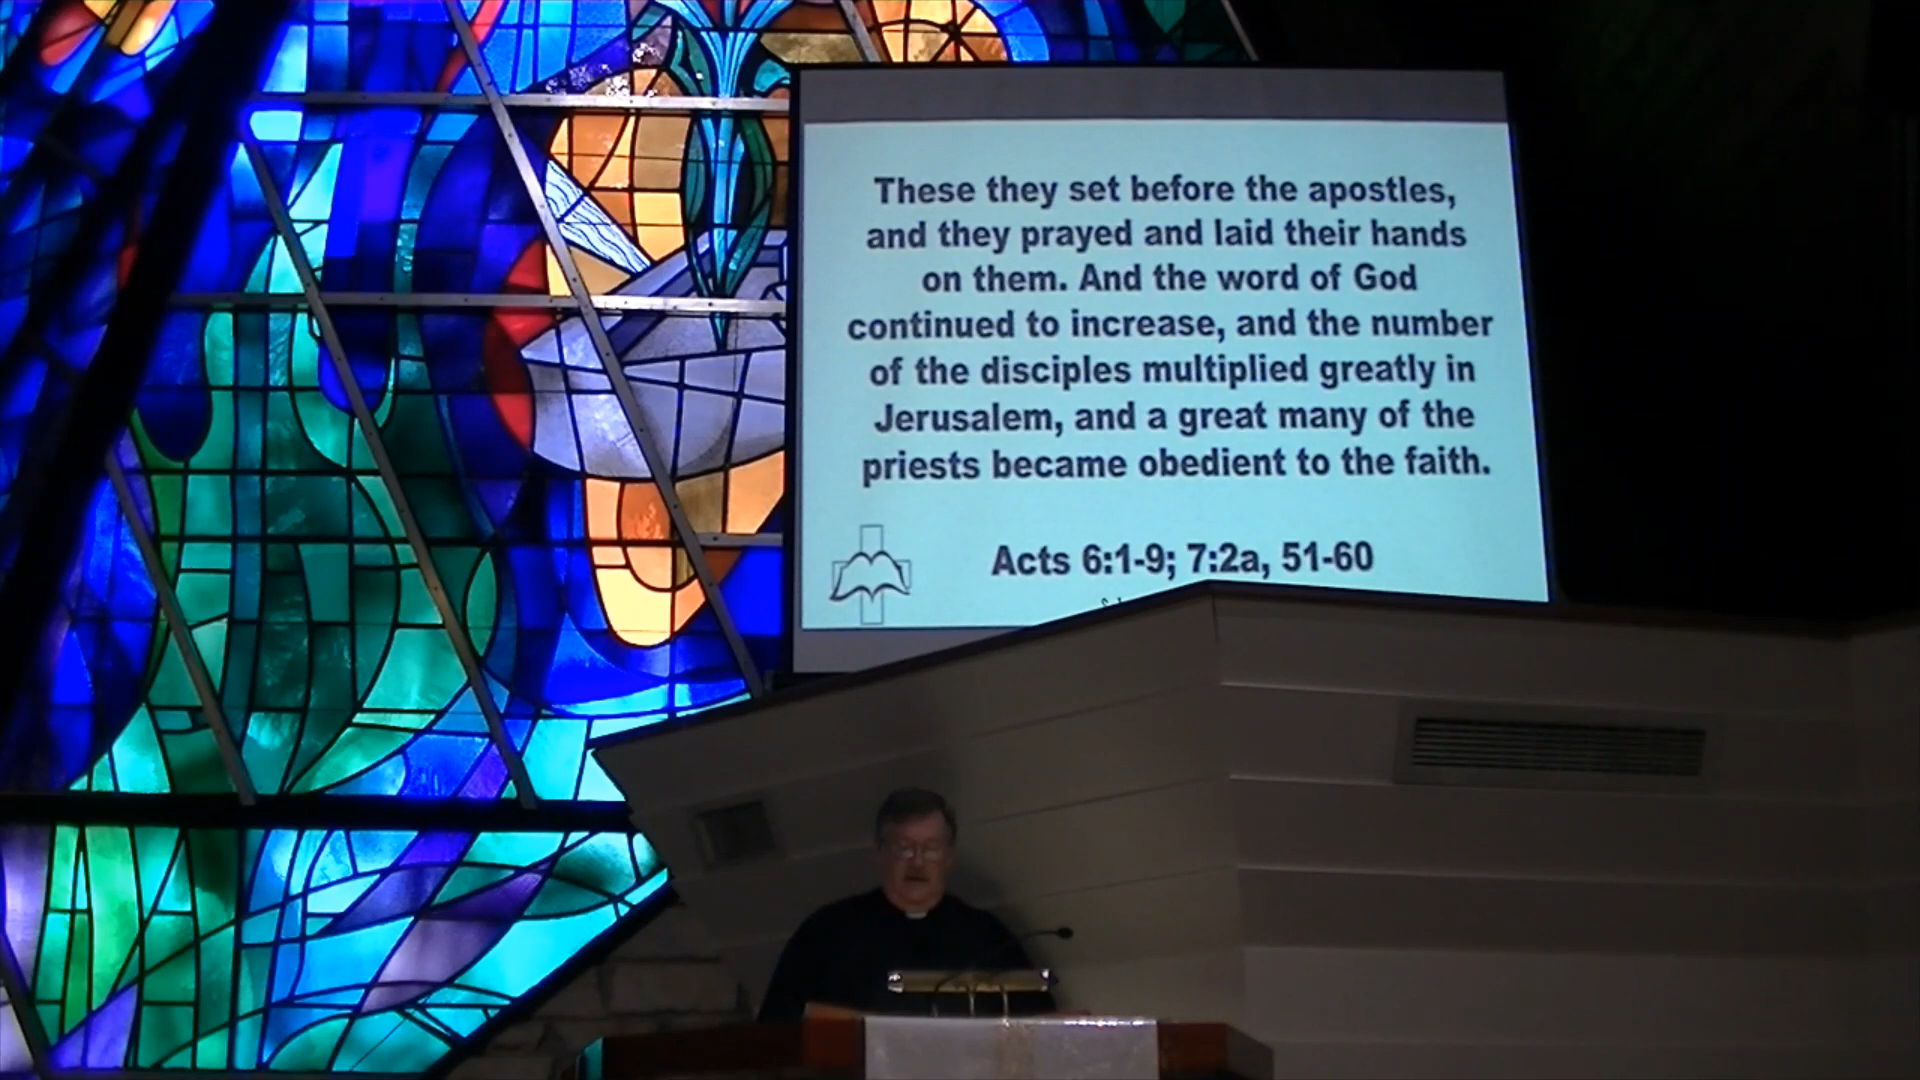 These they set before the apostles,
and they prayed and laid their hands
on them. And the word of God
continued to increase, and the number
of the disciples multiplied greatly in
Jerusalem, and a great many of the
priests became obedient to the faith.
Acts 6:1-9; 7:2a, 51-60